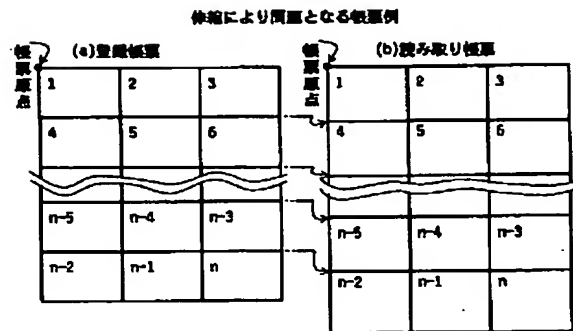 伸縮により問題となる帳票例
帳票原点
(a)登録帳票
1 2 3
4 5 6
n-5 n-4 n-3
n-2 n-1 n
帳票原点
(b)読み取り帳票
1 2 3
4 5 6
n-5 n-4 n-3
n-2 n-1 n